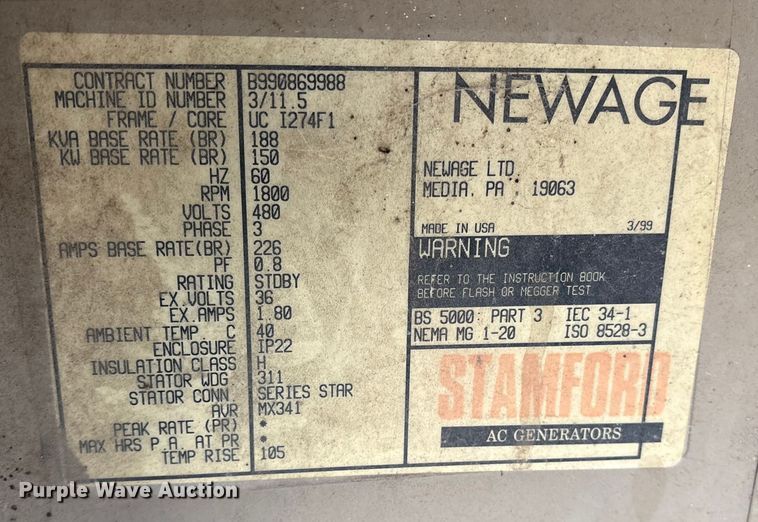 CONTRACT NUMBER B990869988
MACHINE ID NUMBER 3/11.5
FRAME / CORE UC I274F1
KVA BASE RATE (BR) 188
KW BASE RATE (BR) 150
HZ 60
RPM 1800
VOLTS 480
PHASE 3
AMPS BASE RATE(BR) 226
PF 0.8
RATING STDBY
EX.VOLTS 36
EX.AMPS 1.80
AMBIENT TEMP C 40
ENCLOSURE IP22
INSULATION CLASS H
STATOR WDG 311
STATOR CONN SERIES STAR
AVR MX341
PEAK RATE (PR) *
MAX HRS P.A. AT PR *
TEMP RISE 105
NEWAGE
NEWAGE LTD
MEDIA, PA , 19063
MADE IN USA 3/99
WARNING
REFER TO THE INSTRUCTION BOOK
BEFORE FLASH OR MEGGER TEST
BS 5000: PART 3 IEC 34-1
NEMA MG 1-20 ISO 8528-3
STAMFORD
AC GENERATORS
Purple Wave Auction